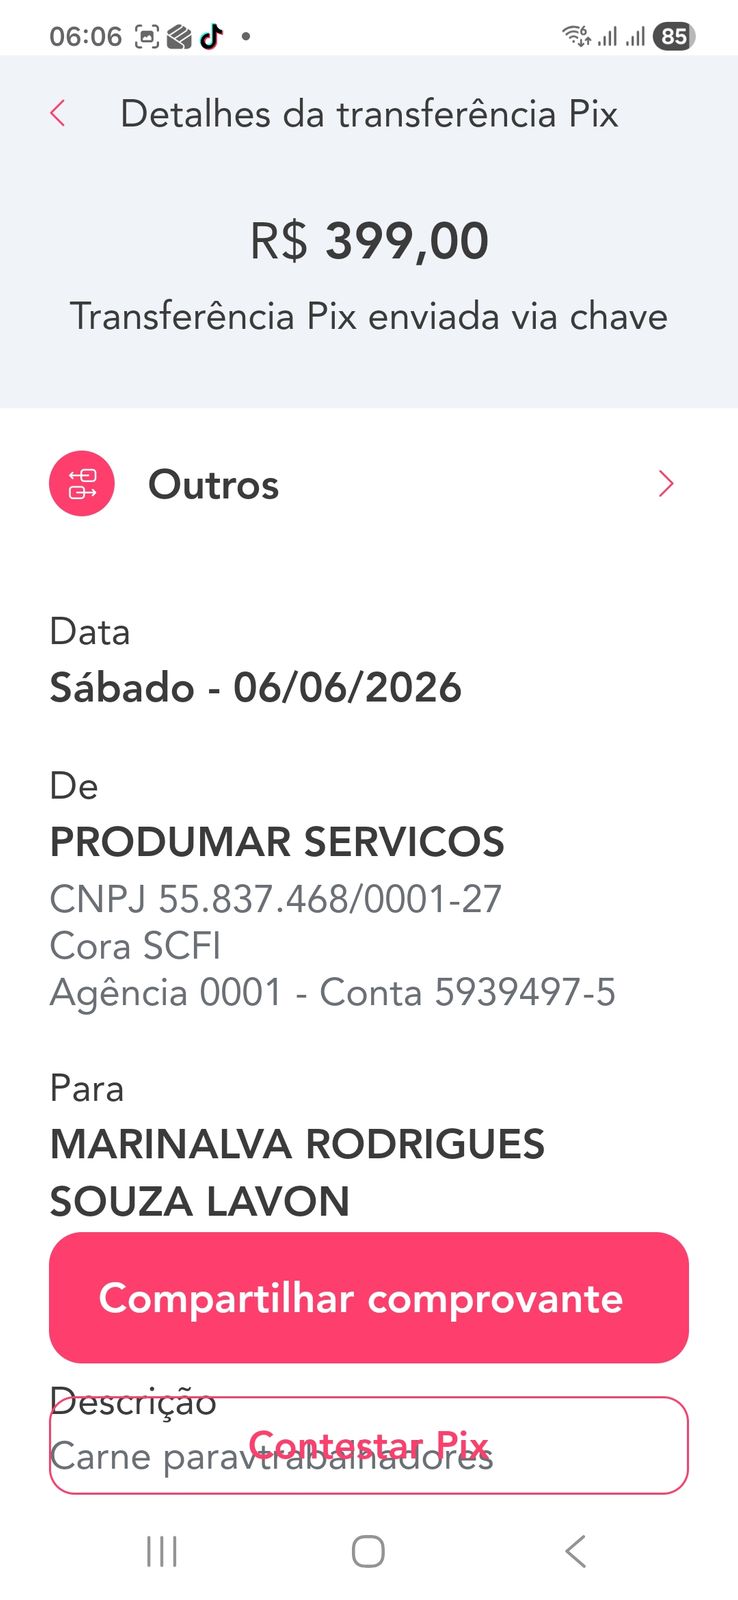 06:06
85
Detalhes da transferência Pix
R$ 399,00
Transferência Pix enviada via chave
Outros
Data
Sábado - 06/06/2026
De
PRODUMAR SERVICOS
CNPJ 55.837.468/0001-27
Cora SCFI
Agência 0001 - Conta 5939497-5
Para
MARINALVA RODRIGUES
SOUZA LAVON
Compartilhar comprovante
Descrição
Contestar Pix
Carne paravtrabalhadores